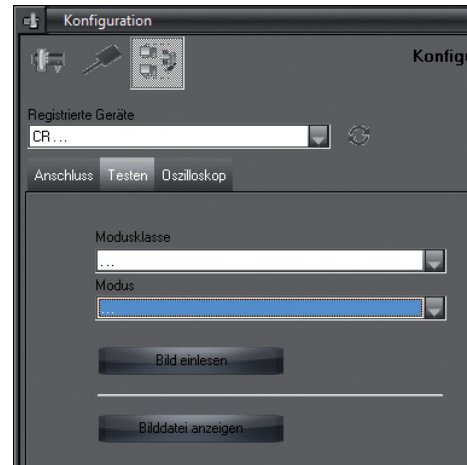 Konfiguration
Konfig
Registrierte Geräte
CR...
Anschluss Testen Oszilloskop
Modusklasse
...
Modus
...
Bild einlesen
Bilddatei anzeigen